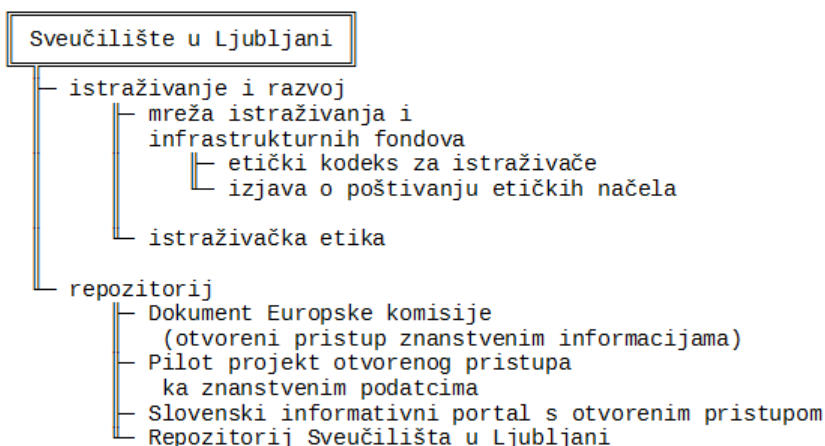 Sveučilište u Ljubljani
istraživanje i razvoj
mreža istraživanja i
infrastrukturnih fondova
etički kodeks za istraživače
izjava o poštivanju etičkih načela
istraživačka etika
repozitorij
Dokument Europske komisije
(otvoreni pristup znanstvenim informacijama)
Pilot projekt otvorenog pristupa
ka znanstvenim podatcima
Slovenski informativni portal s otvorenim pristupom
Repozitorij Sveučilišta u Ljubljani